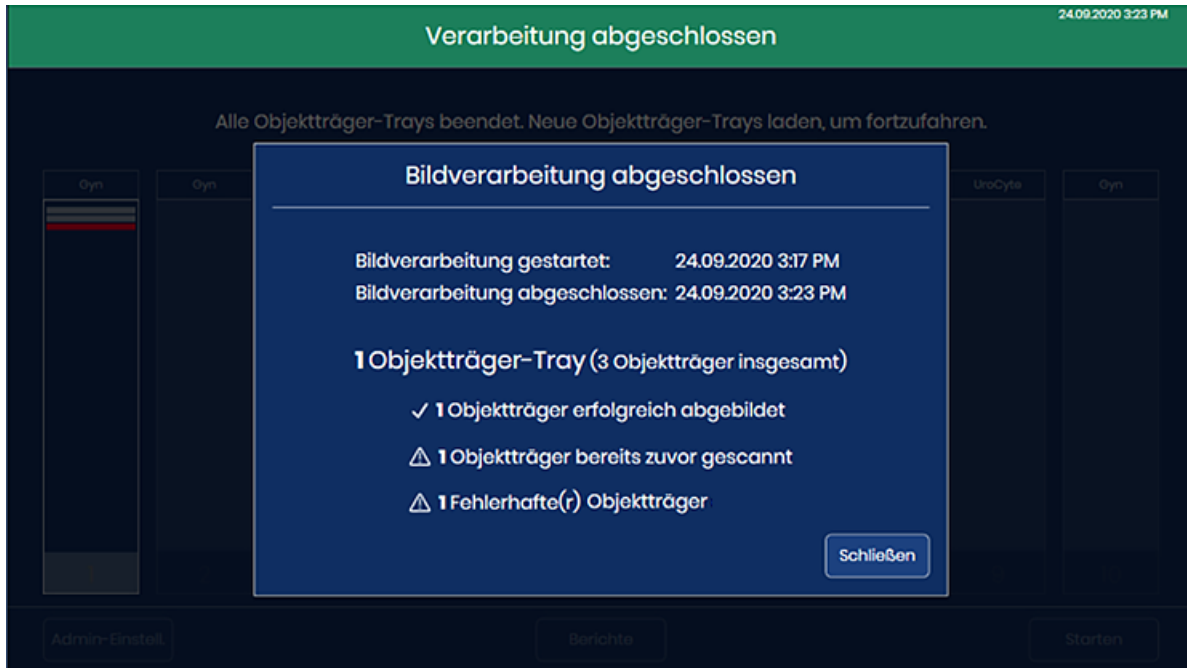 24.09.2020 3:23 PM
Verarbeitung abgeschlossen
Alle Objektträger-Trays beendet. Neue Objektträger-Trays laden, um fortzufahren.
Gyn Gyn UroCyte Gyn
Bildverarbeitung abgeschlossen
Bildverarbeitung gestartet: 24.09.2020 3:17 PM
Bildverarbeitung abgeschlossen: 24.09.2020 3:23 PM
1 Objektträger-Tray (3 Objektträger insgesamt)
1 Objektträger erfolgreich abgebildet
1 Objektträger bereits zuvor gescannt
1 Fehlerhafte(r) Objektträger
Schließen
Admin-Einstell. Berichte Starten